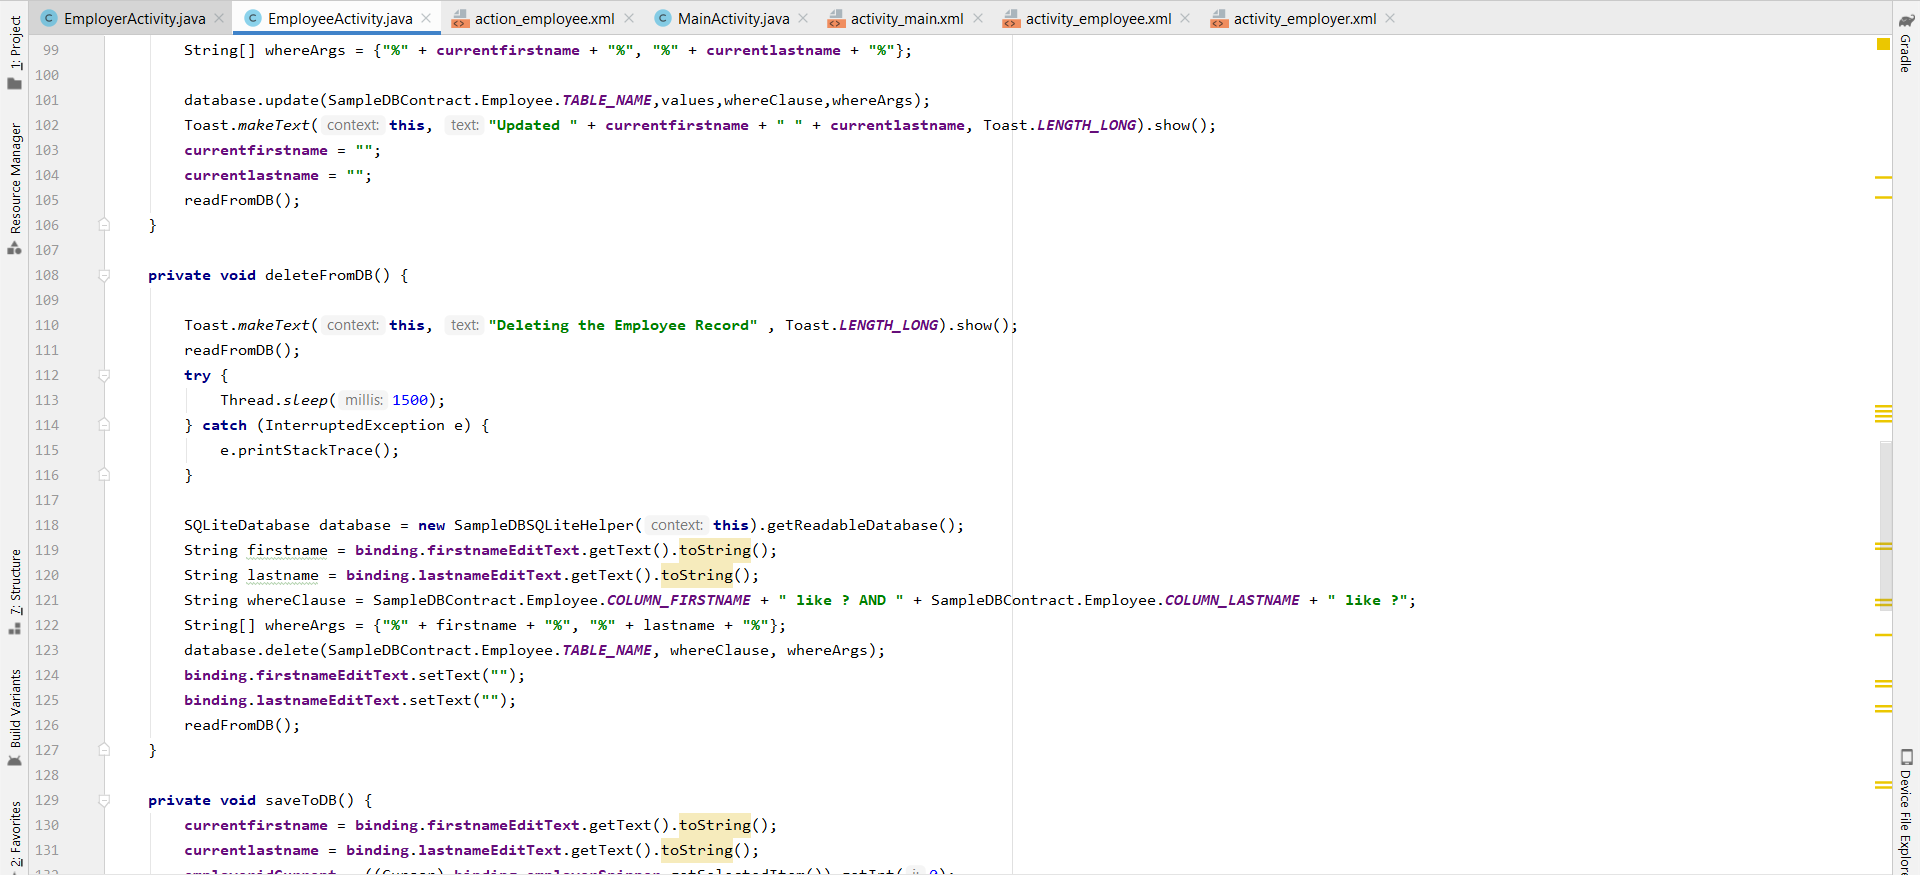 EmployerActivity.java EmployeeActivity.java action_employee.xml MainActivity.java activity_main.xml activity_employee.xml activity_employer.xml
1: Project
Resource Manager
7: Structure
Build Variants
2: Favorites
99 String[] whereArgs = {"%" + currentfirstname + "%", "%" + currentlastname + "%"};
100
101 database.update(SampleDBContract.Employee.TABLE_NAME,values,whereClause,whereArgs);
102 Toast.makeText( context: this, text: "Updated " + currentfirstname + " " + currentlastname, Toast.LENGTH_LONG).show();
103 currentfirstname = "";
104 currentlastname = "";
105 readFromDB();
106 }
107
108 private void deleteFromDB() {
109
110 Toast.makeText( context: this, text: "Deleting the Employee Record" , Toast.LENGTH_LONG).show();
111 readFromDB();
112 try {
113 Thread.sleep( millis: 1500);
114 } catch (InterruptedException e) {
115 e.printStackTrace();
116 }
117
118 SQLiteDatabase database = new SampleDBSQLiteHelper( context: this).getReadableDatabase();
119 String firstname = binding.firstnameEditText.getText().toString();
120 String lastname = binding.lastnameEditText.getText().toString();
121 String whereClause = SampleDBContract.Employee.COLUMN_FIRSTNAME + " like ? AND " + SampleDBContract.Employee.COLUMN_LASTNAME + " like ?";
122 String[] whereArgs = {"%" + firstname + "%", "%" + lastname + "%"};
123 database.delete(SampleDBContract.Employee.TABLE_NAME, whereClause, whereArgs);
124 binding.firstnameEditText.setText("");
125 binding.lastnameEditText.setText("");
126 readFromDB();
127 }
128
129 private void saveToDB() {
130 currentfirstname = binding.firstnameEditText.getText().toString();
131 currentlastname = binding.lastnameEditText.getText().toString();
Gradle
Device File Explor